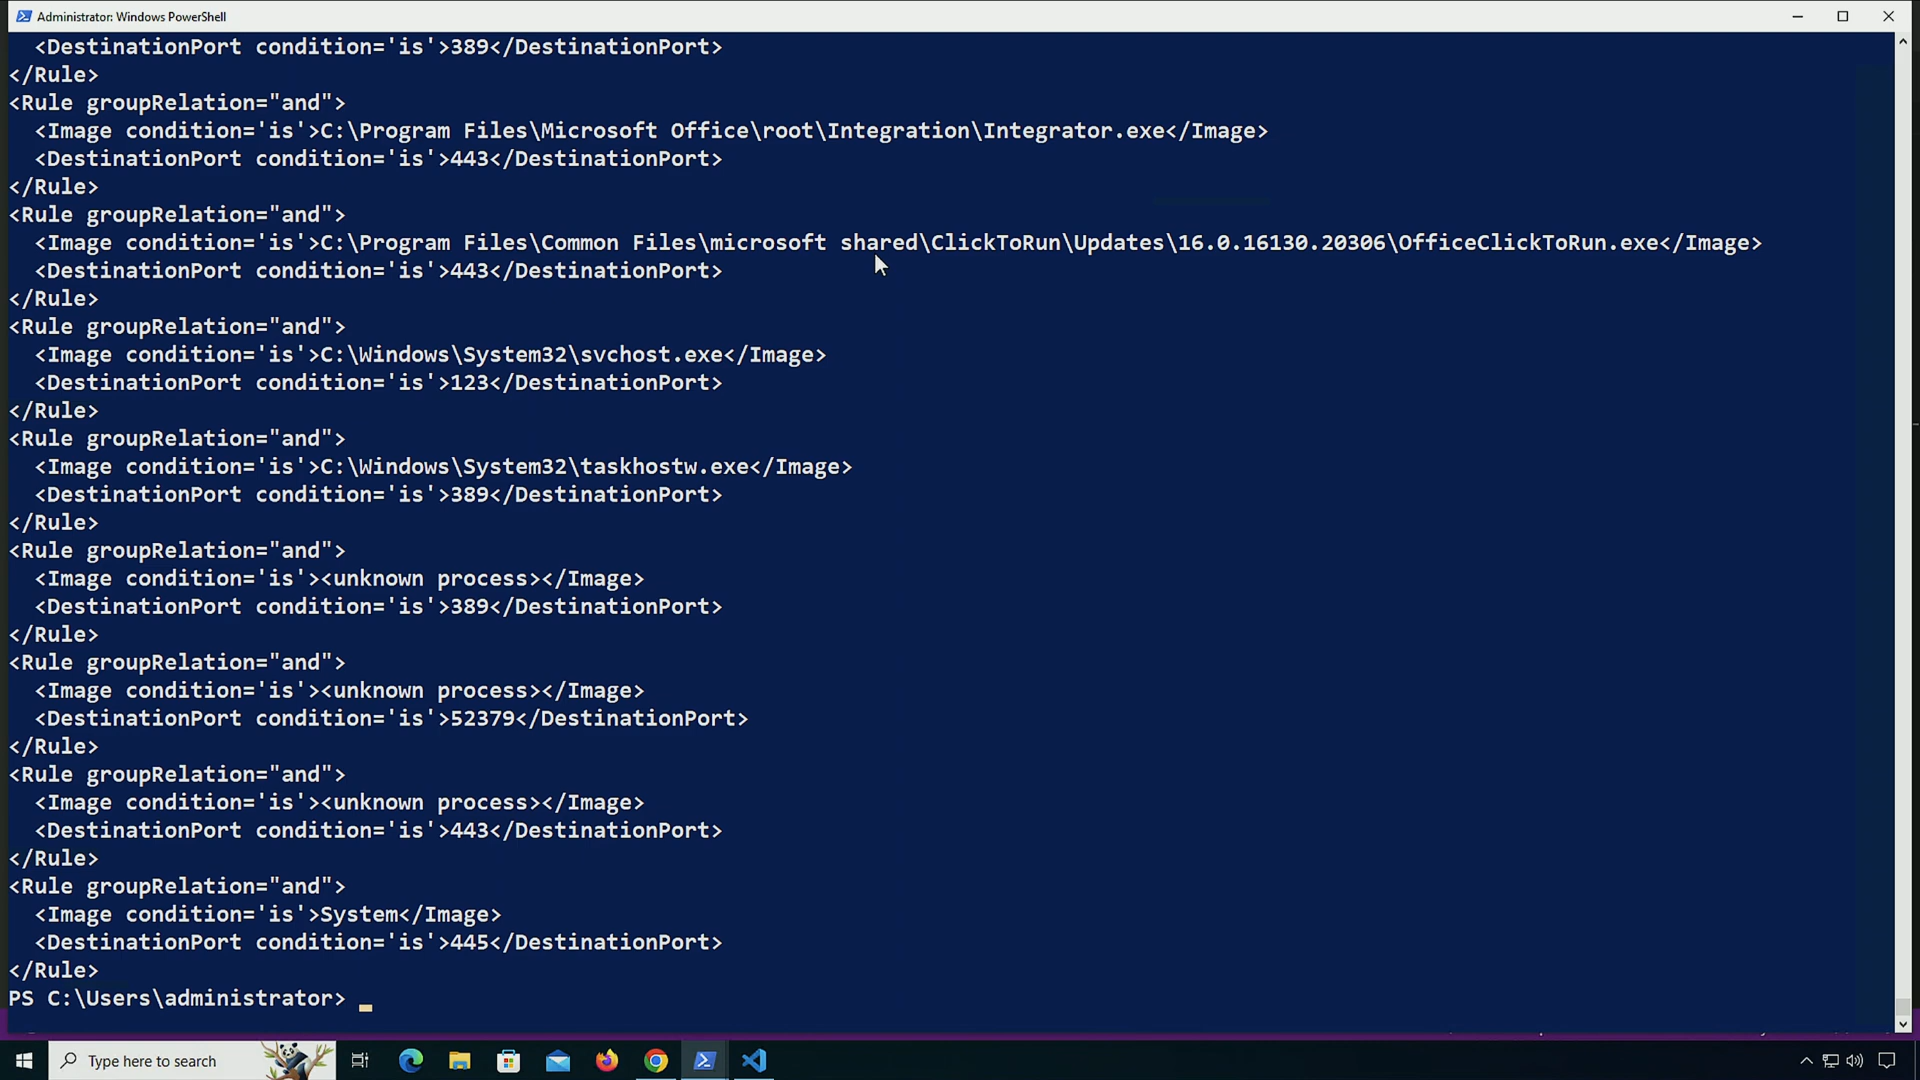 Administrator: Windows PowerShell
<DestinationPort condition='is'>389</DestinationPort>
</Rule>
<Rule groupRelation="and">
<Image condition='is'>C:\Program Files\Microsoft Office\root\Integration\Integrator.exe</Image>
<DestinationPort condition='is'>443</DestinationPort>
</Rule>
<Rule groupRelation="and">
<Image condition='is'>C:\Program Files\Common Files\microsoft shared\ClickToRun\Updates\16.0.16130.20306\OfficeClickToRun.exe</Image>
<DestinationPort condition='is'>443</DestinationPort>
</Rule>
<Rule groupRelation="and">
<Image condition='is'>C:\Windows\System32\svchost.exe</Image>
<DestinationPort condition='is'>123</DestinationPort>
</Rule>
<Rule groupRelation="and">
<Image condition='is'>C:\Windows\System32\taskhostw.exe</Image>
<DestinationPort condition='is'>389</DestinationPort>
</Rule>
<Rule groupRelation="and">
<Image condition='is'><unknown process></Image>
<DestinationPort condition='is'>389</DestinationPort>
</Rule>
<Rule groupRelation="and">
<Image condition='is'><unknown process></Image>
<DestinationPort condition='is'>52379</DestinationPort>
</Rule>
<Rule groupRelation="and">
<Image condition='is'><unknown process></Image>
<DestinationPort condition='is'>443</DestinationPort>
</Rule>
<Rule groupRelation="and">
<Image condition='is'>System</Image>
<DestinationPort condition='is'>445</DestinationPort>
</Rule>
PS C:\Users\administrator>
Type here to search